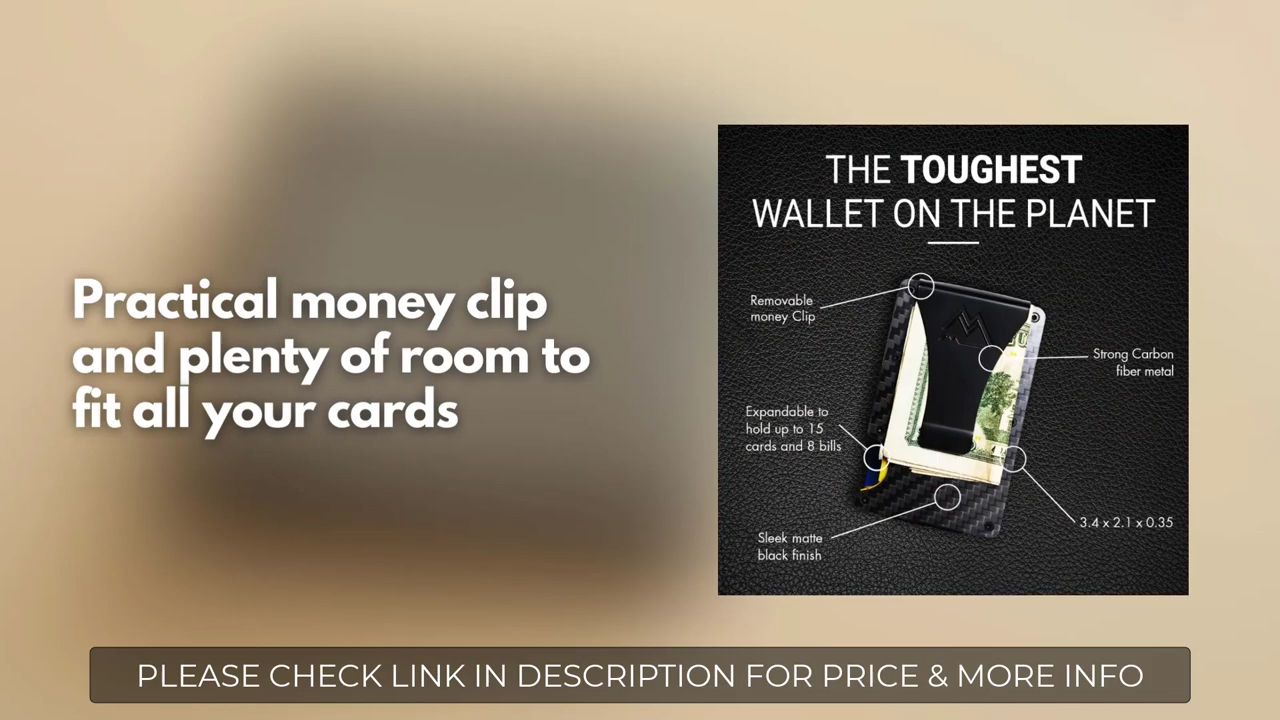 Practical money clip
and plenty of room to
fit all your cards
THE TOUGHEST
WALLET ON THE PLANET
Removable
money Clip
Strong Carbon
fiber metal
Expandable to
hold up to 15
cards and 8 bills
3.4 x 2.1 x 0.35
Sleek matte
black finish
PLEASE CHECK LINK IN DESCRIPTION FOR PRICE & MORE INFO